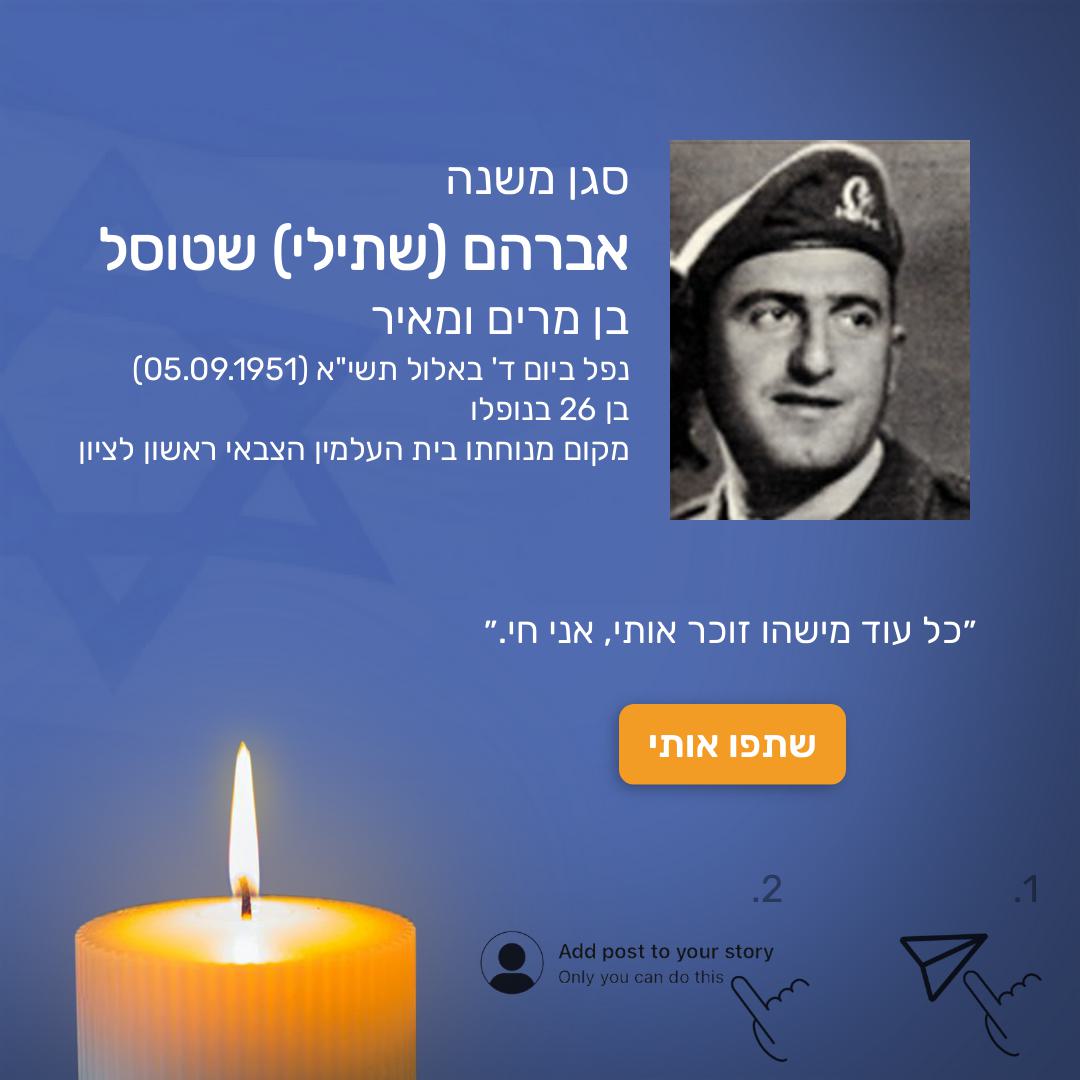 סגן משנה
אברהם (שתילי) שטוסל
בן מרים ומאיר
נפל ביום ד' באלול תשי"א (05.09.1951)
בן 26 בנופלו
מקום מנוחתו בית העלמין הצבאי ראשון לציון
״כל עוד מישהו זוכר אותי, אני חי.״
שתפו אותי
1.
2.
Add post to your story
Only you can do this